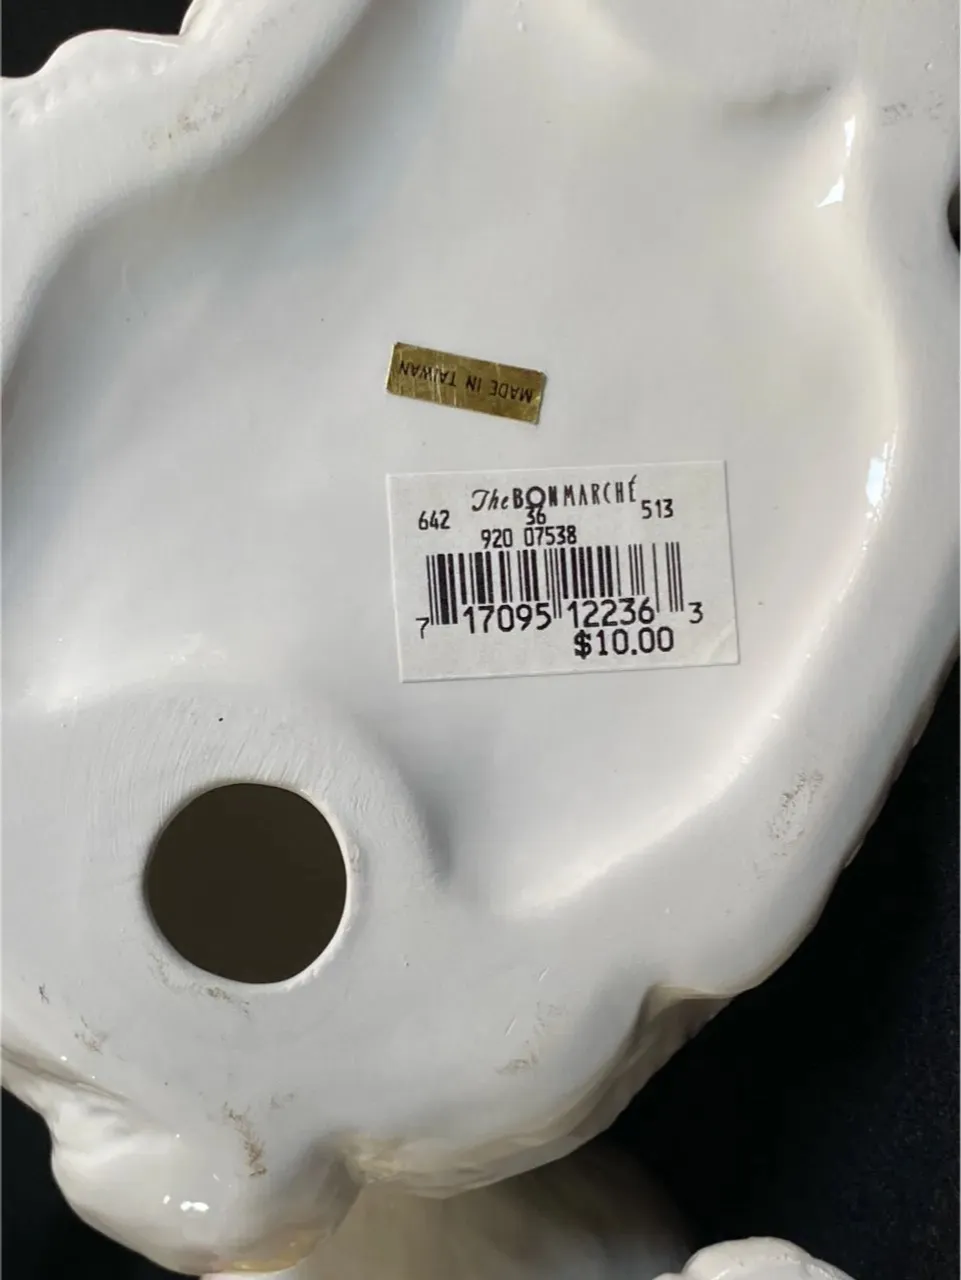 MADE IN TAIWAN
The BON MARCHÉ
642 36 513
920 07538
7 17095 12236 3
$10.00